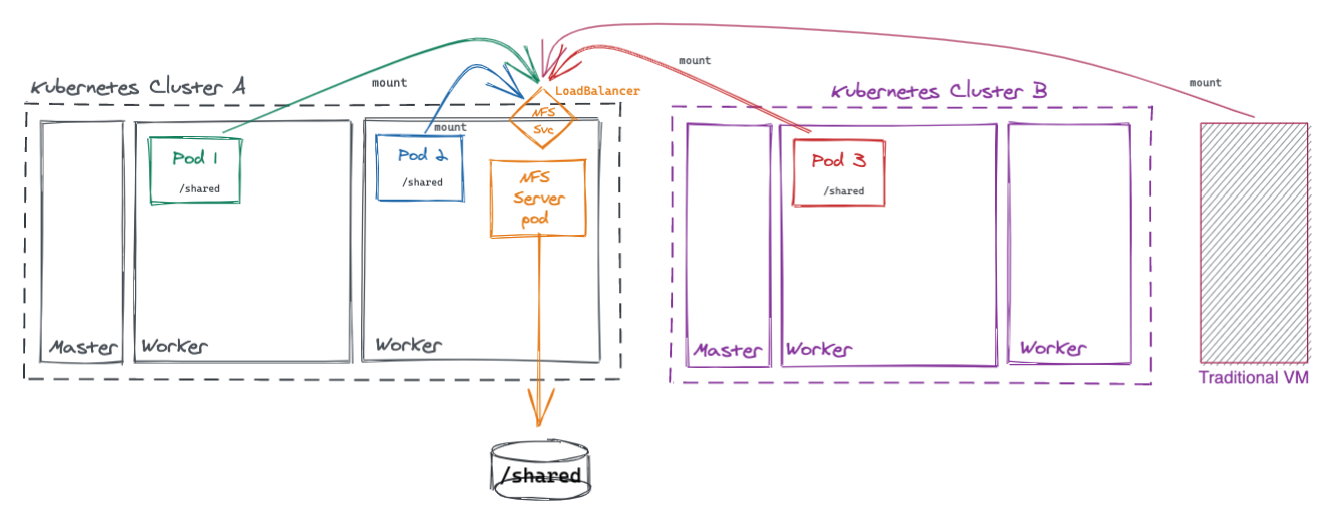 mount
mount
mount
Kubernetes Cluster A
LoadBalancer
Kubernetes Cluster B
NFS
Svc
mount
Pod 1
/shared
Pod 2
/shared
NFS
Server
pod
Pod 3
/shared
Master
Worker
Worker
Master
Worker
Worker
Traditional VM
/shared